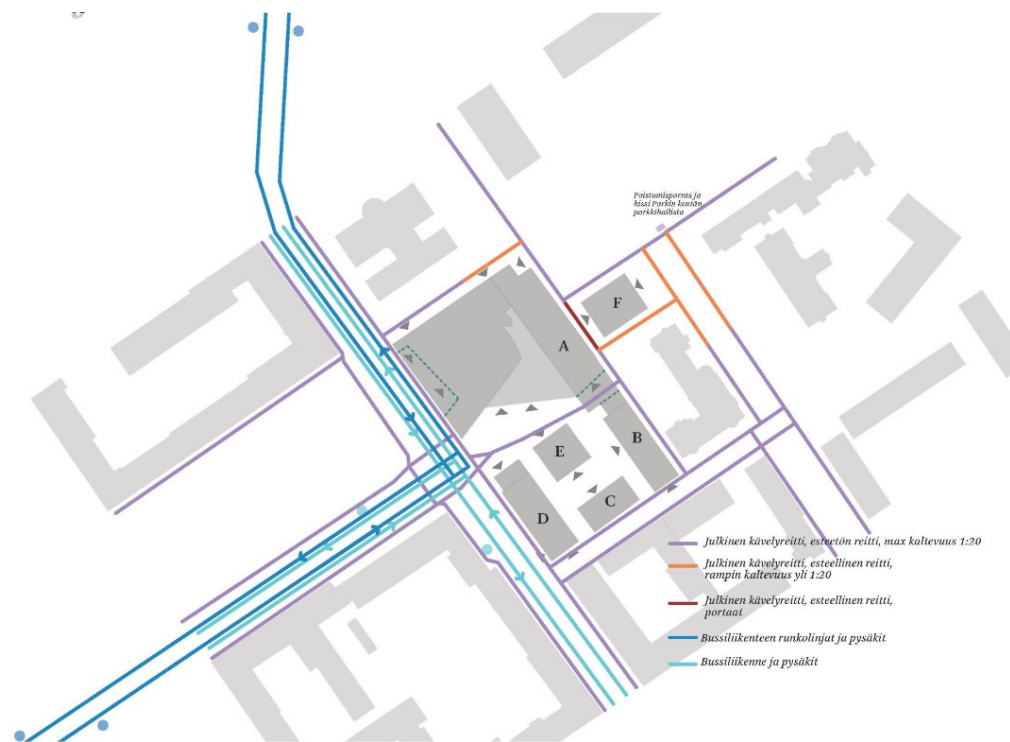 Poistumisporras ja
hissi Parkin kentän
parkkihallista
F
A
B
E
C
D
Julkinen kävelyreitti, esteetön reitti, max kaltevuus 1:20
Julkinen kävelyreitti, esteellinen reitti,
rampin kaltevuus yli 1:20
Julkinen kävelyreitti, esteellinen reitti,
portaat
Bussiliikenteen runkolinjat ja pysäkit
Bussiliikenne ja pysäkit